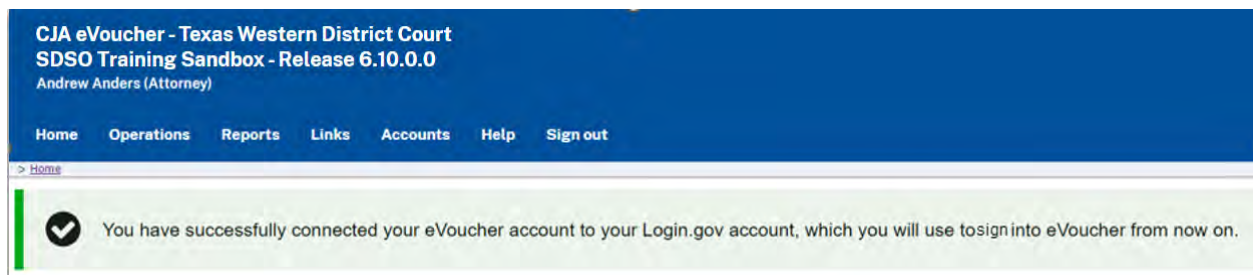 CJA eVoucher - Texas Western District Court
SDSO Training Sandbox - Release 6.10.0.0
Andrew Anders (Attorney)
Home Operations Reports Links Accounts Help Sign out
> Home
You have successfully connected your eVoucher account to your Login.gov account, which you will use tosign into eVoucher from now on.